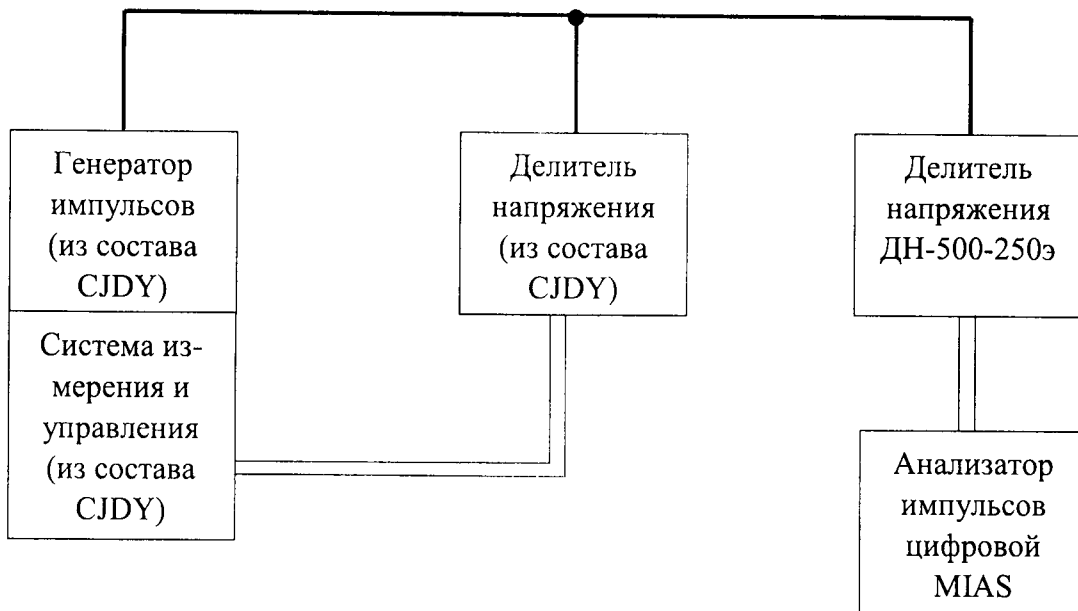 Генератор
импульсов
(из состава
CJDY)
Система из-
мерения и
управления
(из состава
CJDY)
Делитель
напряжения
(из состава
CJDY)
Делитель
напряжения
ДН-500-250э
Анализатор
импульсов
цифровой
MIAS